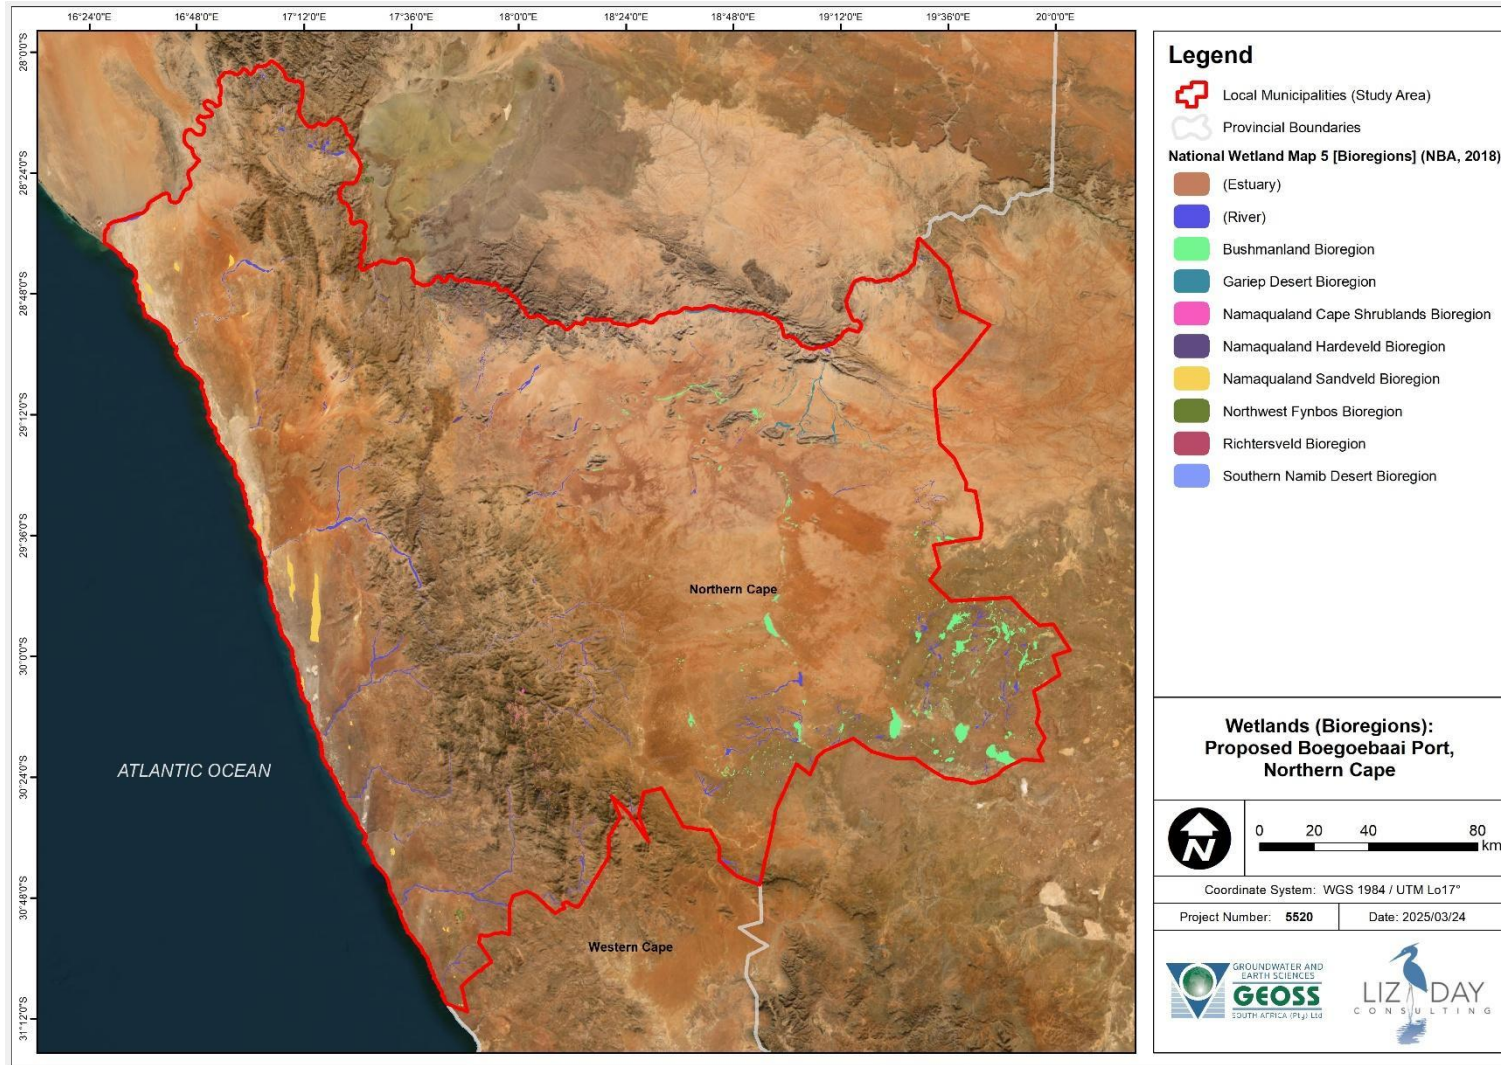 16°24'0"E 16°48'0"E 17°12'0"E 17°36'0"E 18°0'0"E 18°24'0"E 18°48'0"E 19°12'0"E 19°36'0"E 20°0'0"E
28°0'0"S
28°24'0"S
28°48'0"S
29°12'0"S
29°36'0"S
30°0'0"S
30°24'0"S
30°48'0"S
31°12'0"S
Northern Cape
ATLANTIC OCEAN
Western Cape
Legend
Local Municipalities (Study Area)
Provincial Boundaries
National Wetland Map 5 [Bioregions] (NBA, 2018)
(Estuary)
(River)
Bushmanland Bioregion
Gariep Desert Bioregion
Namaqualand Cape Shrublands Bioregion
Namaqualand Hardeveld Bioregion
Namaqualand Sandveld Bioregion
Northwest Fynbos Bioregion
Richtersveld Bioregion
Southern Namib Desert Bioregion
Wetlands (Bioregions):
Proposed Boegoebaai Port,
Northern Cape
N
0 20 40 80
km
Coordinate System: WGS 1984 / UTM Lo17°
Project Number: 5520 Date: 2025/03/24
GROUNDWATER AND
EARTH SCIENCES
GEOSS
SOUTH AFRICA (Pty) Ltd
LIZ DAY
CONSULTING